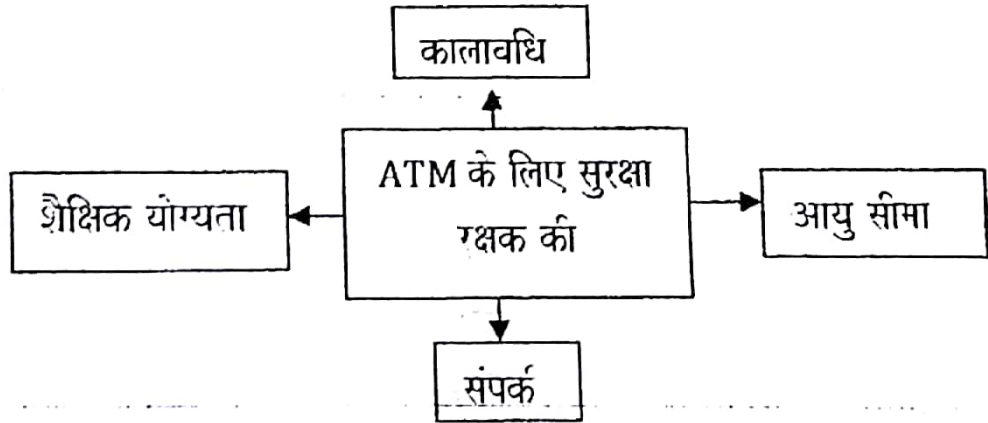 कालावधि
ATM के लिए सुरक्षा
रक्षक की
शैक्षिक योग्यता
आयु सीमा
संपर्क